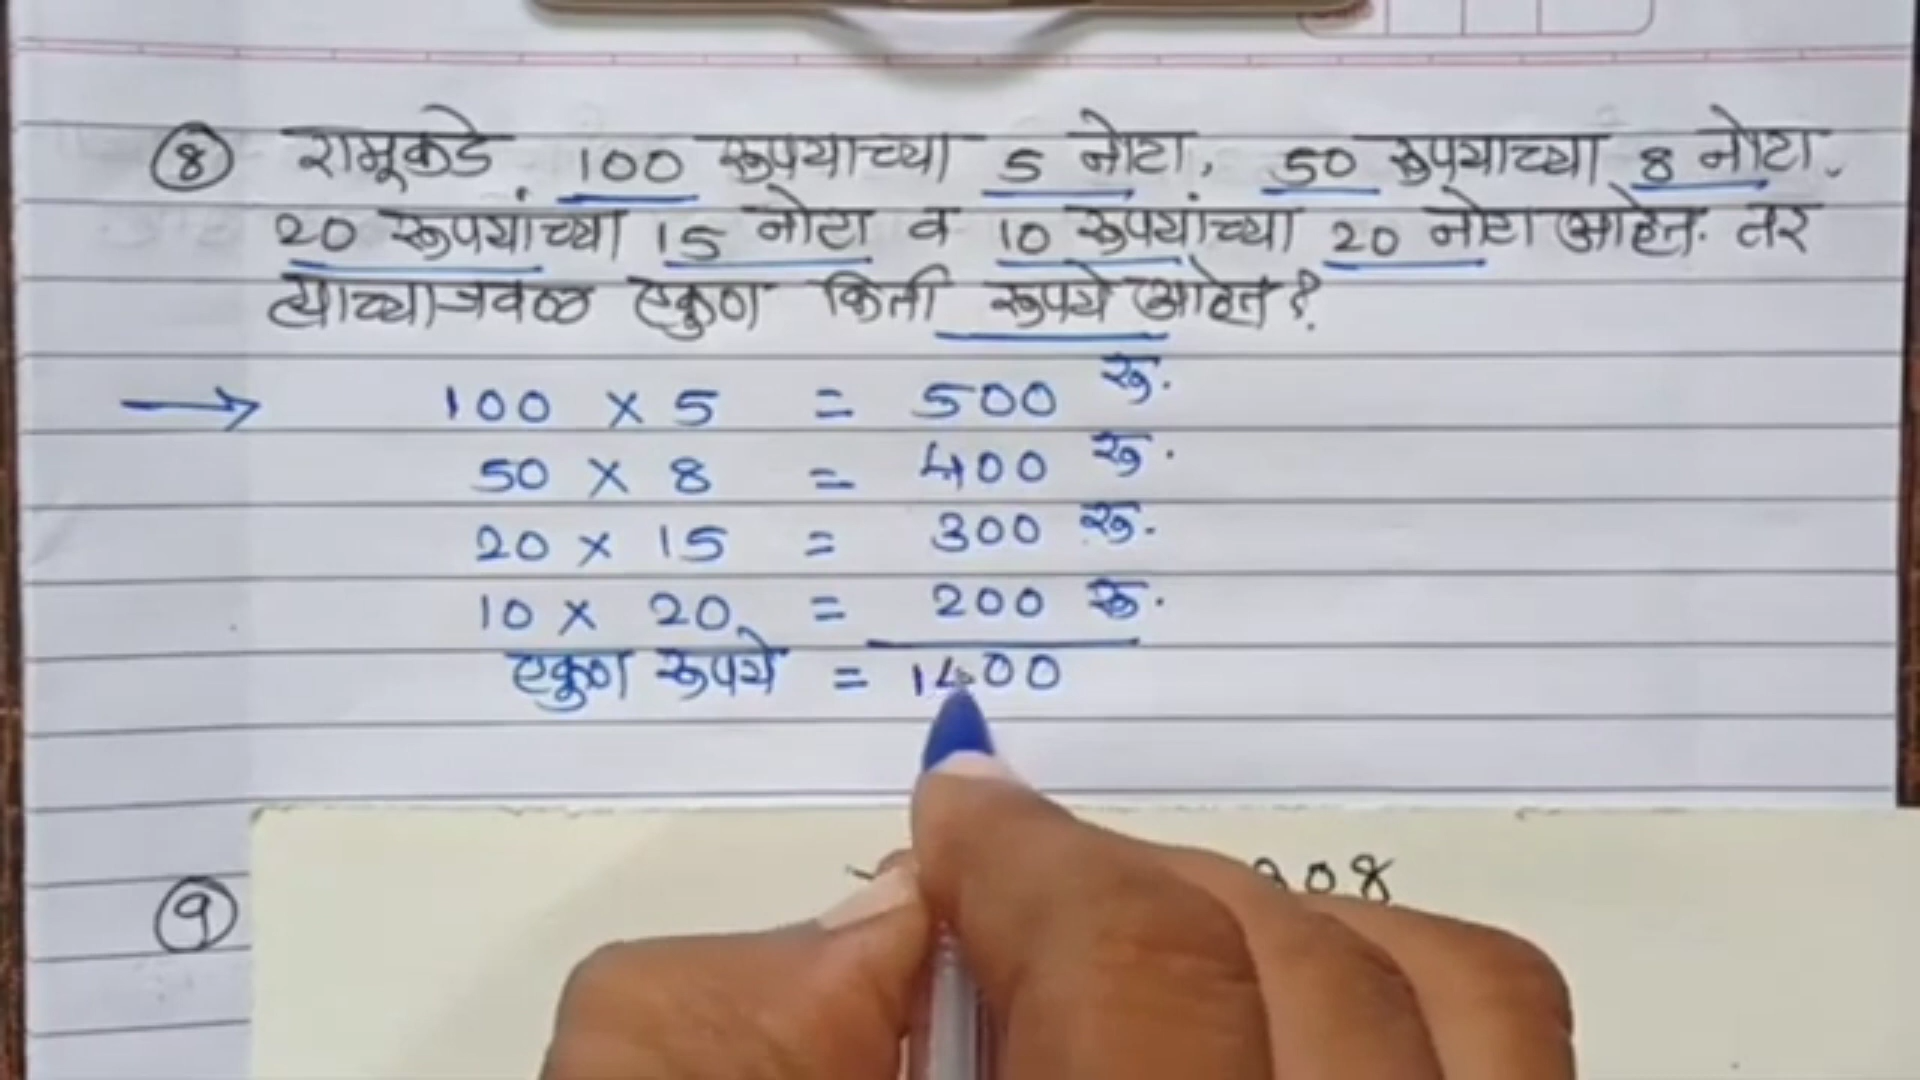 8 रामूकडे 100 रूपयाच्या 5 नोटा, 50 रूपयाच्या 8 नोटा,
20 रूपयांच्या 15 नोटा व 10 रूपयांच्या 20 नोटा आहेत. तर
त्याच्याजवळ एकूण किती रूपये आहेत?
→ 100 × 5 = 500 रु.
50 × 8 = 400 रु.
20 × 15 = 300 रु.
10 × 20 = 200 रु.
एकूण रूपये = 1400
9